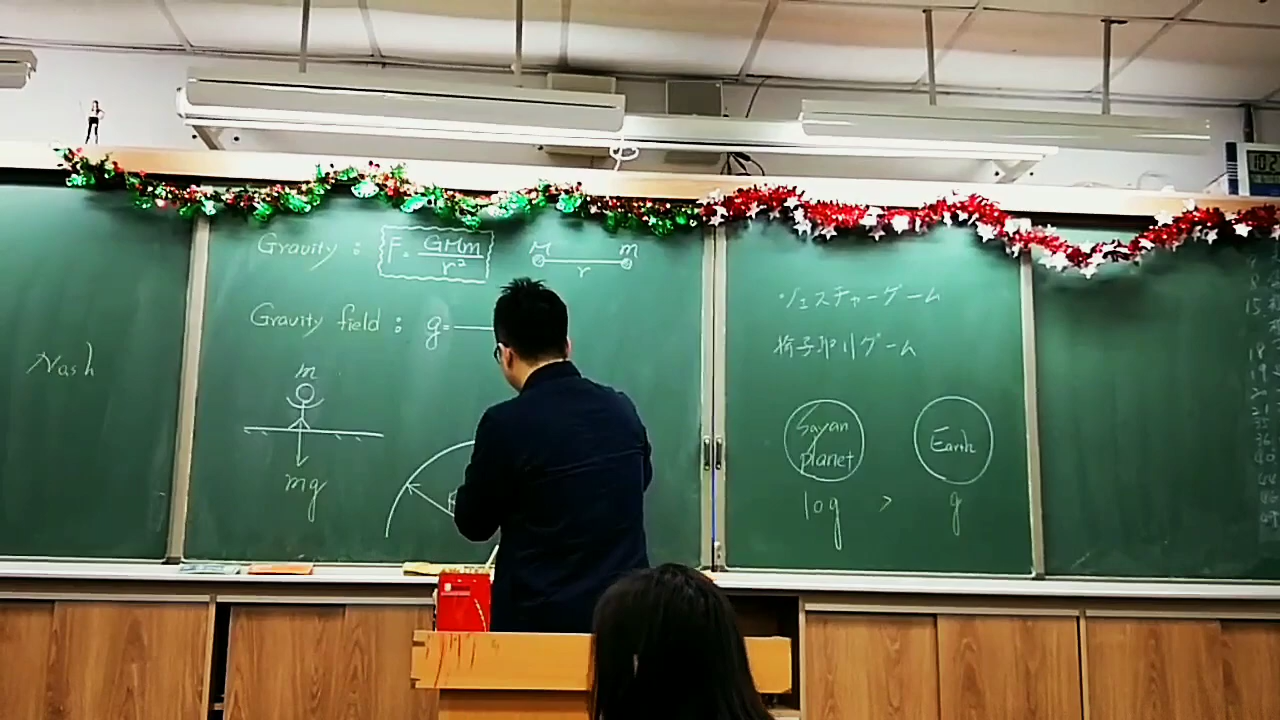 Nash
Gravity : F = GMm / r²
M m
r
Gravity field : g =
m
mg
・ジェスチャーゲーム
椅子取りゲーム
Sayan
planet
Earth
10g > g